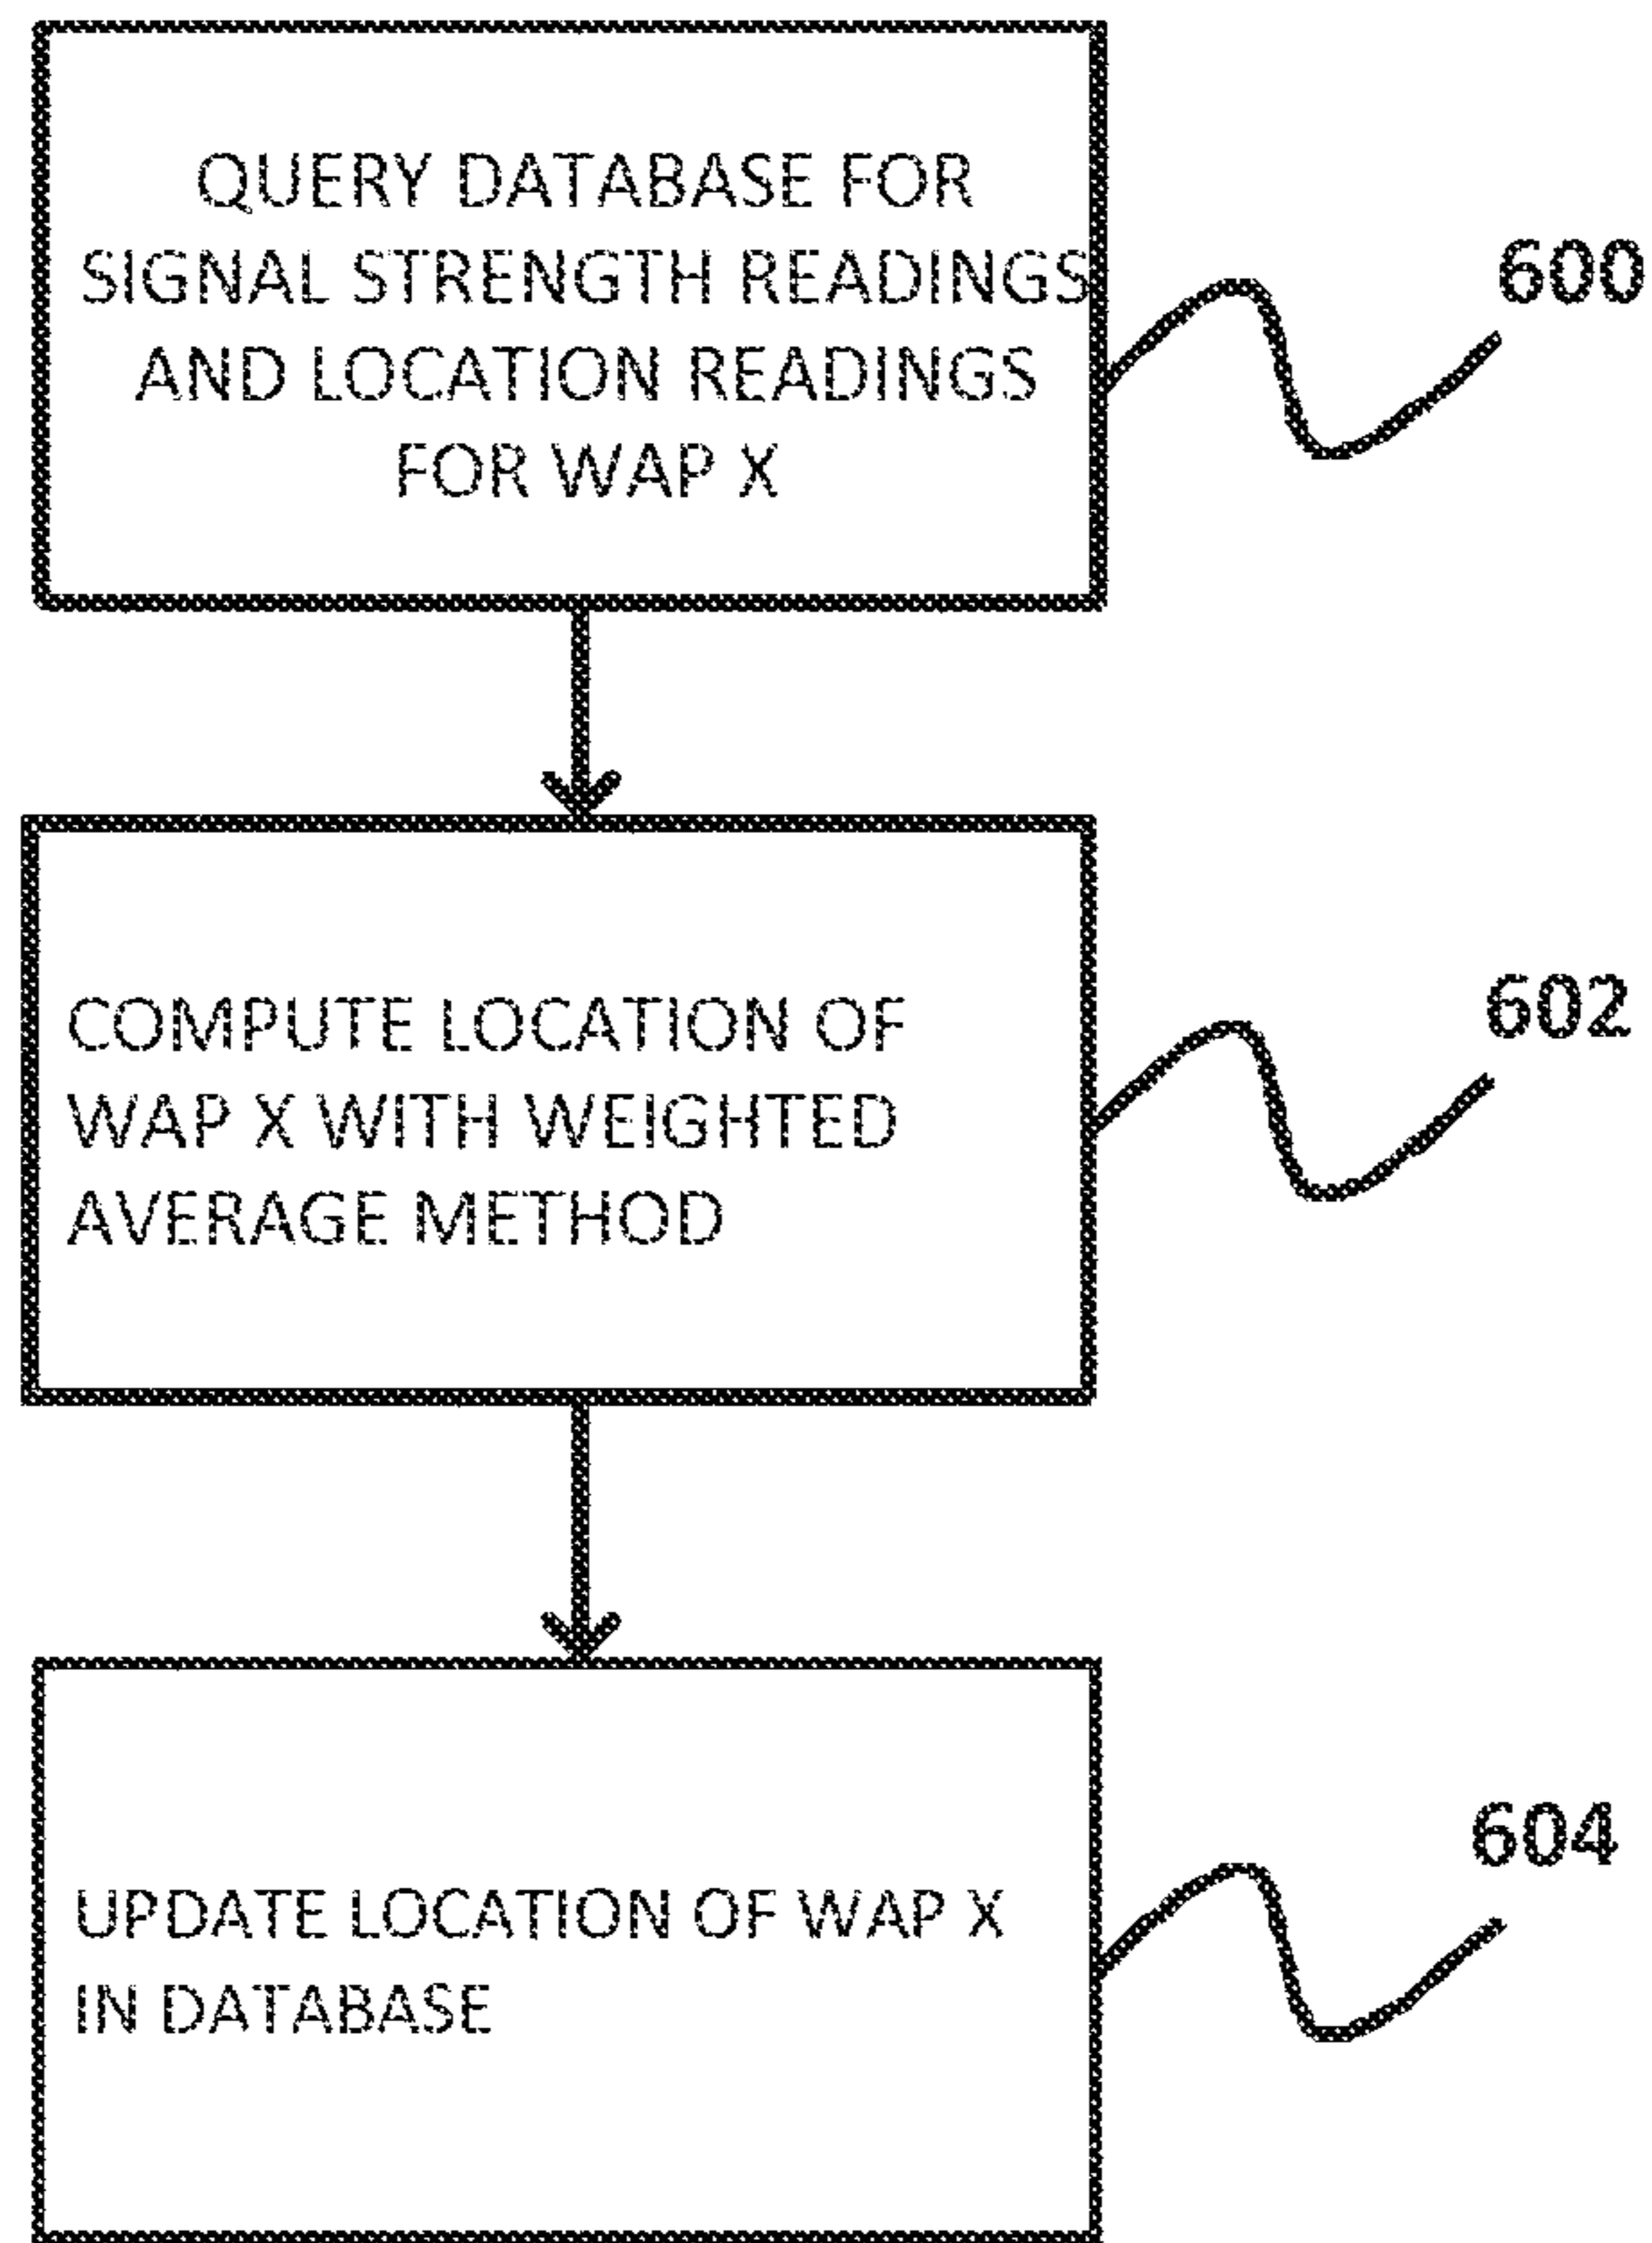 QUERY DATABASE FOR
SIGNAL STRENGTH READINGS
AND LOCATION READINGS
FOR WAP X
600
COMPUTE LOCATION OF
WAP X WITH WEIGHTED
AVERAGE METHOD
602
UPDATE LOCATION OF WAP X
IN DATABASE
604